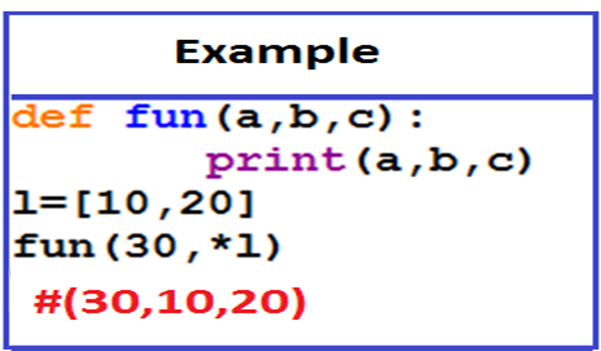 Example
def fun(a,b,c):
print(a,b,c)
l=[10,20]
fun(30,*l)
#(30,10,20)